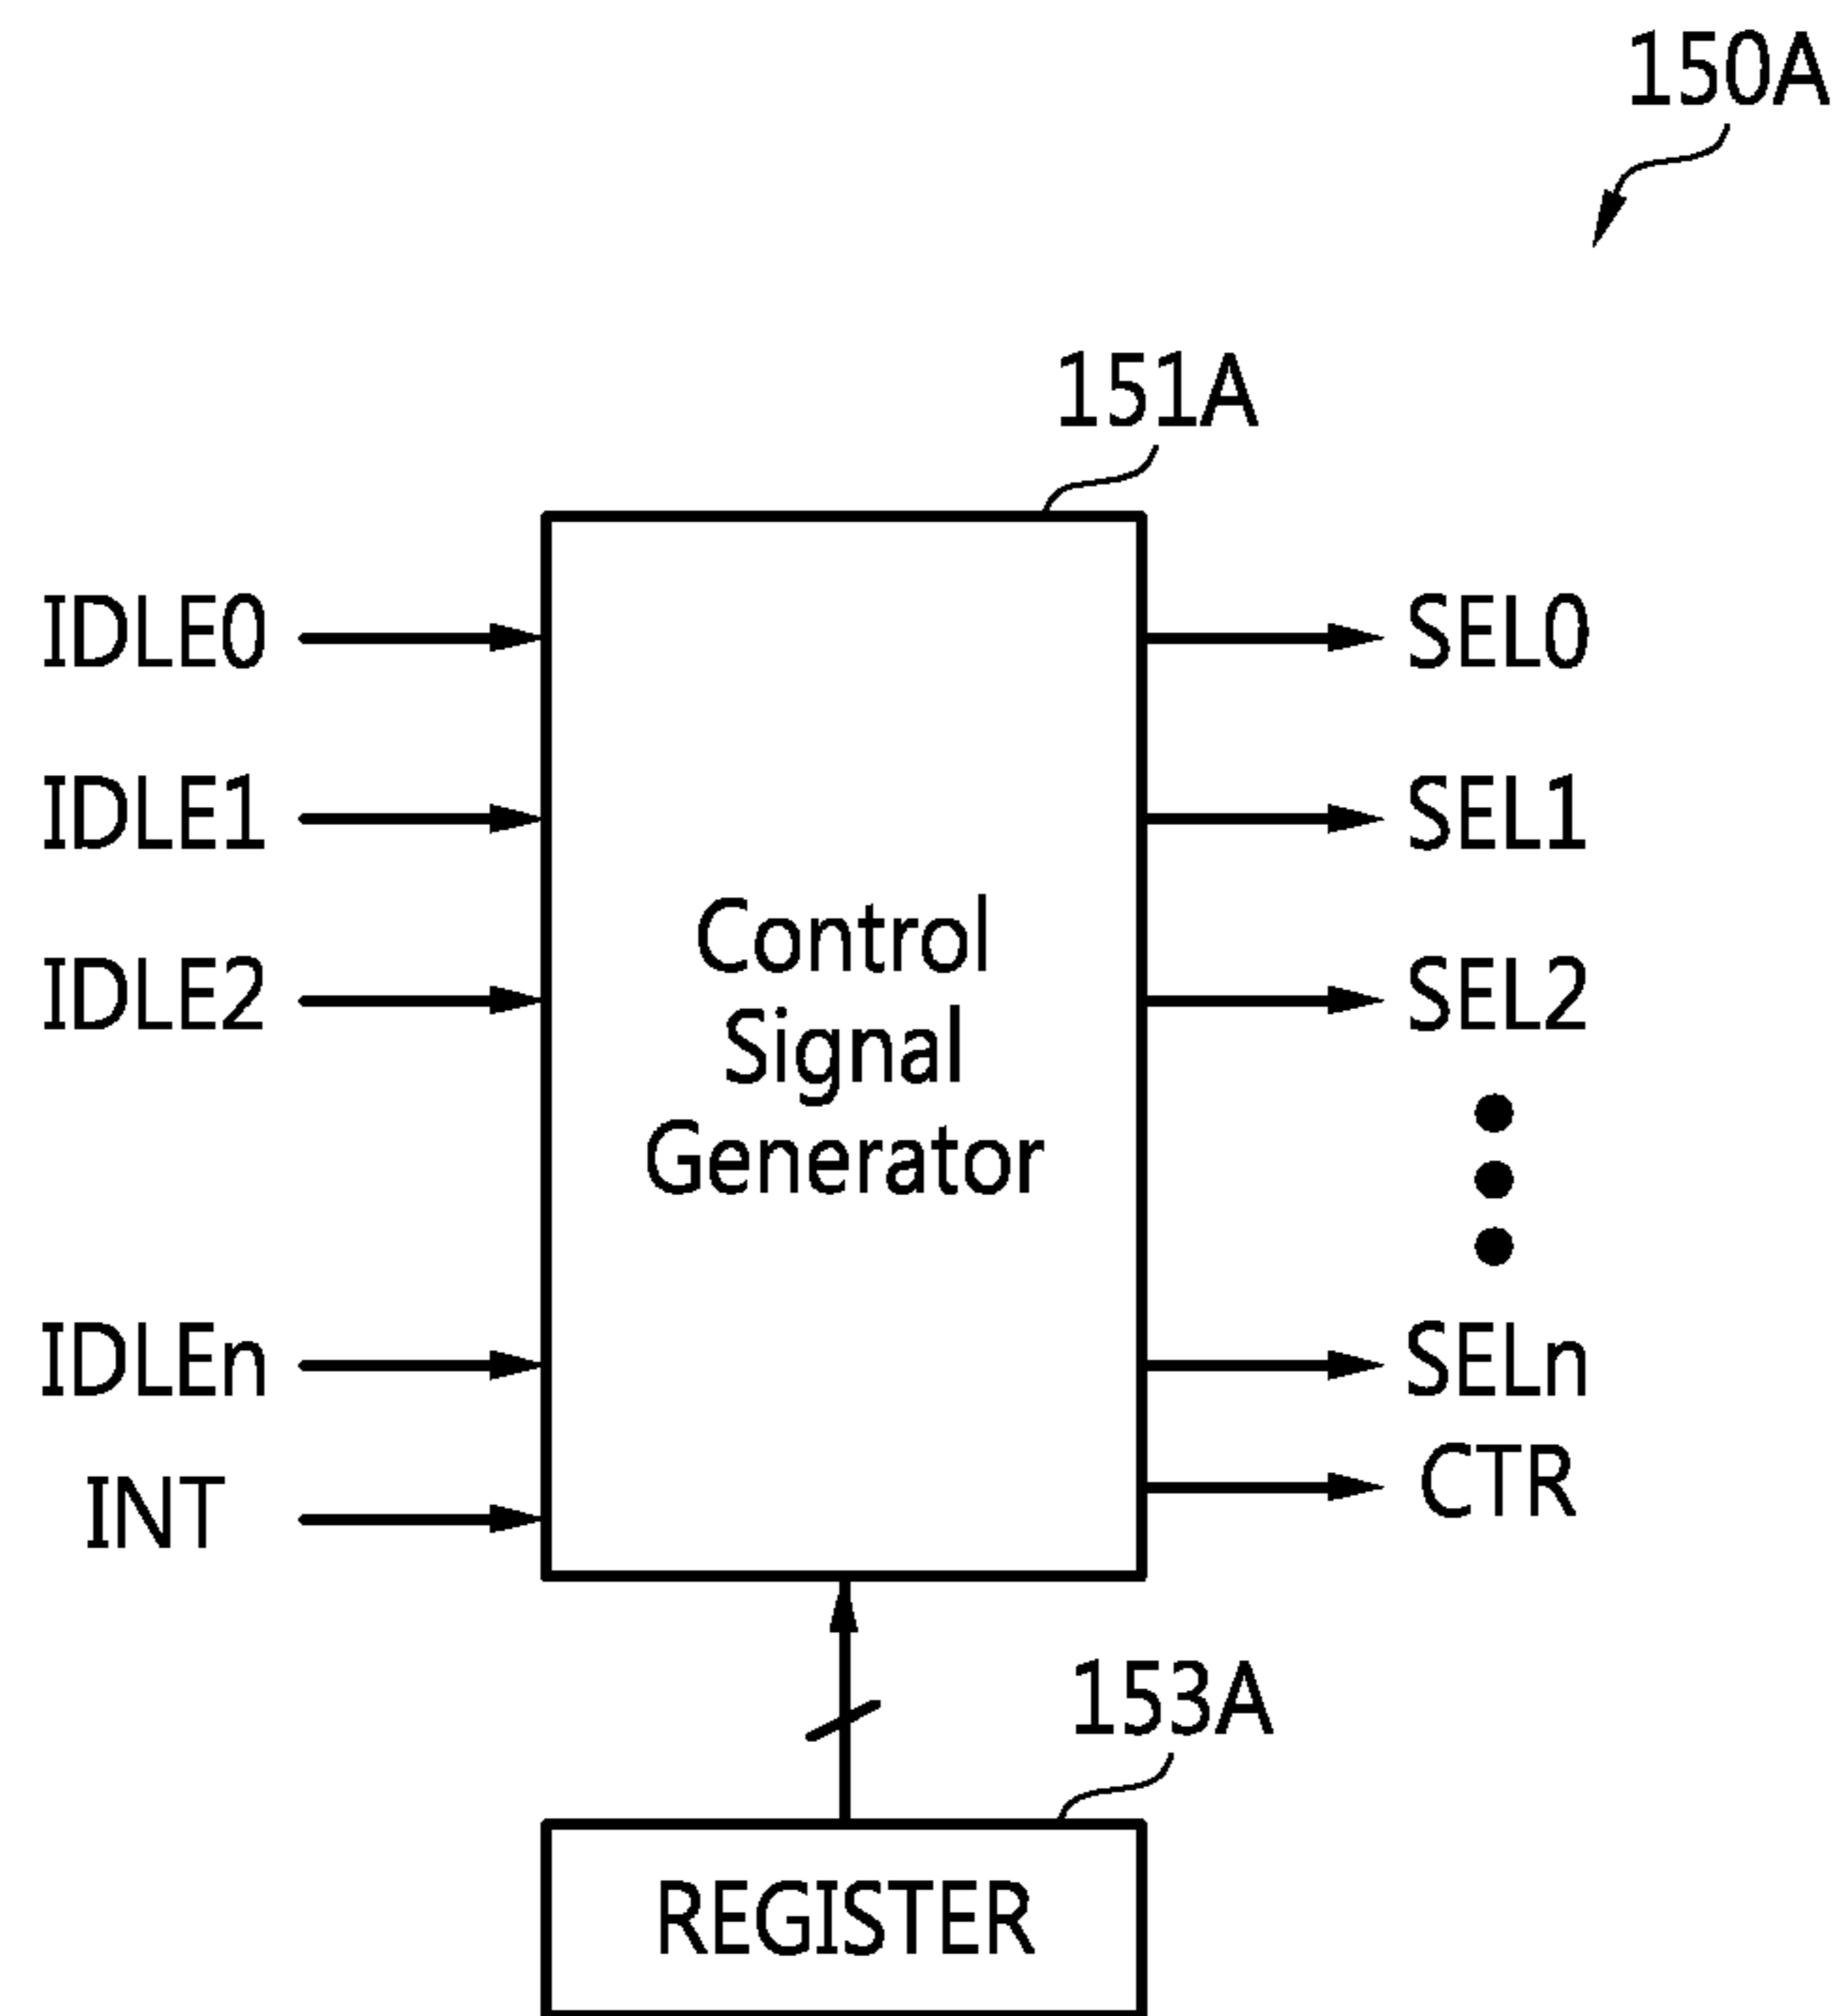 150A
151A
IDLE0
SEL0
IDLE1
SEL1
IDLE2
SEL2
Control
Signal
Generator
IDLEn
SELn
INT
CTR
153A
REGISTER